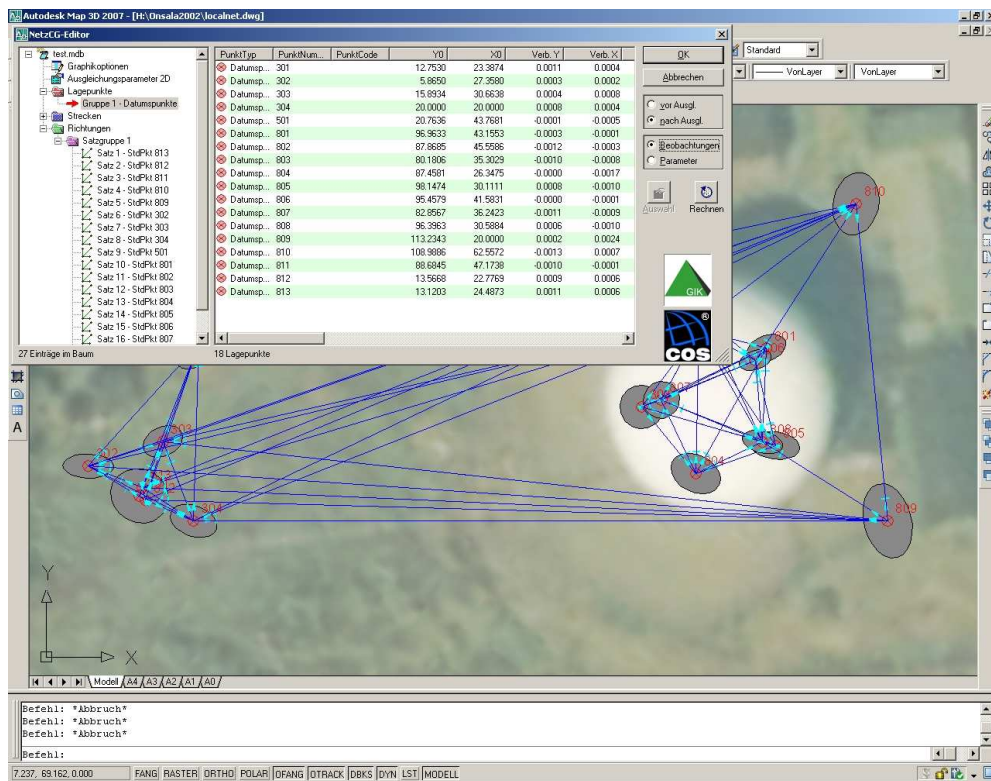 Autodesk Map 3D 2007 - [H:\Onsala2002\localnet.dwg]
NetzCG-Editor
test.mdb
Graphikoptionen
Ausgleichungsparameter 2D
Lagepunkte
Gruppe 1 - Datumspunkte
Strecken
Richtungen
Satzgruppe 1
Satz 1 - StdPkt 813
Satz 2 - StdPkt 812
Satz 3 - StdPkt 811
Satz 4 - StdPkt 810
Satz 5 - StdPkt 809
Satz 6 - StdPkt 302
Satz 7 - StdPkt 303
Satz 8 - StdPkt 304
Satz 9 - StdPkt 501
Satz 10 - StdPkt 801
Satz 11 - StdPkt 802
Satz 12 - StdPkt 803
Satz 13 - StdPkt 804
Satz 14 - StdPkt 805
Satz 15 - StdPkt 806
Satz 16 - StdPkt 807
27 Einträge im Baum
PunktTyp PunktNum... PunktCode Y0 X0 Verb. Y Verb. X
Datumsp... 301 12.7530 23.3874 0.0011 0.0004
Datumsp... 302 5.8650 27.3580 0.0003 0.0002
Datumsp... 303 15.8934 30.6638 0.0004 0.0008
Datumsp... 304 20.0000 20.0000 0.0008 0.0004
Datumsp... 501 20.7636 43.7681 -0.0001 -0.0005
Datumsp... 801 96.9633 43.1553 -0.0003 -0.0001
Datumsp... 802 87.8685 45.5586 -0.0012 -0.0003
Datumsp... 803 80.1806 35.3029 -0.0010 -0.0008
Datumsp... 804 87.4581 26.3475 -0.0000 -0.0017
Datumsp... 805 98.1474 30.1111 0.0008 -0.0010
Datumsp... 806 95.4579 41.5831 -0.0000 -0.0001
Datumsp... 807 82.8567 36.2423 -0.0011 -0.0009
Datumsp... 808 96.3963 30.5884 0.0006 -0.0010
Datumsp... 809 113.2343 20.0000 0.0002 0.0024
Datumsp... 810 108.9886 62.5572 -0.0013 0.0007
Datumsp... 811 88.6845 47.1738 -0.0010 -0.0001
Datumsp... 812 13.5668 22.7769 0.0009 0.0006
Datumsp... 813 13.1203 24.4873 0.0011 0.0006
18 Lagepunkte
OK
Abbrechen
vor Ausgl.
nach Ausgl.
Beobachtungen
Parameter
Auswahl Rechnen
GIK
COS ®
Standard
VonLayer VonLayer
810
801
807
808
805
804
809
303
302
304
Y
X
A
Modell A4 A3 A2 A1 A0
Befehl: *Abbruch*
Befehl: *Abbruch*
Befehl: *Abbruch*
Befehl:
7.237, 69.162, 0.000 FANG RASTER ORTHO POLAR OFANG OTRACK DBKS DYN LST MODELL